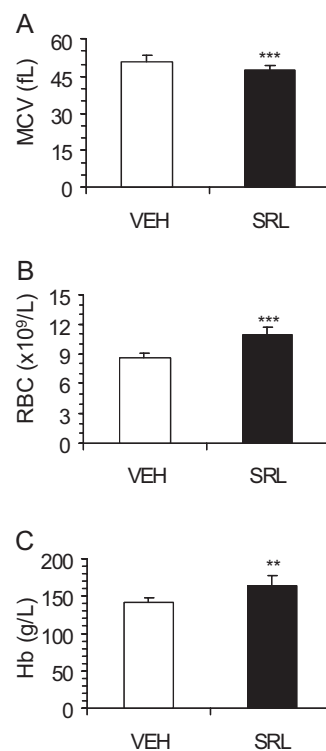 A
MCV (fL)
60
45
30
15
0
***
VEH
SRL
B
RBC (x10⁹/L)
15
12
9
6
3
0
***
VEH
SRL
C
Hb (g/L)
200
150
100
50
0
**
VEH
SRL